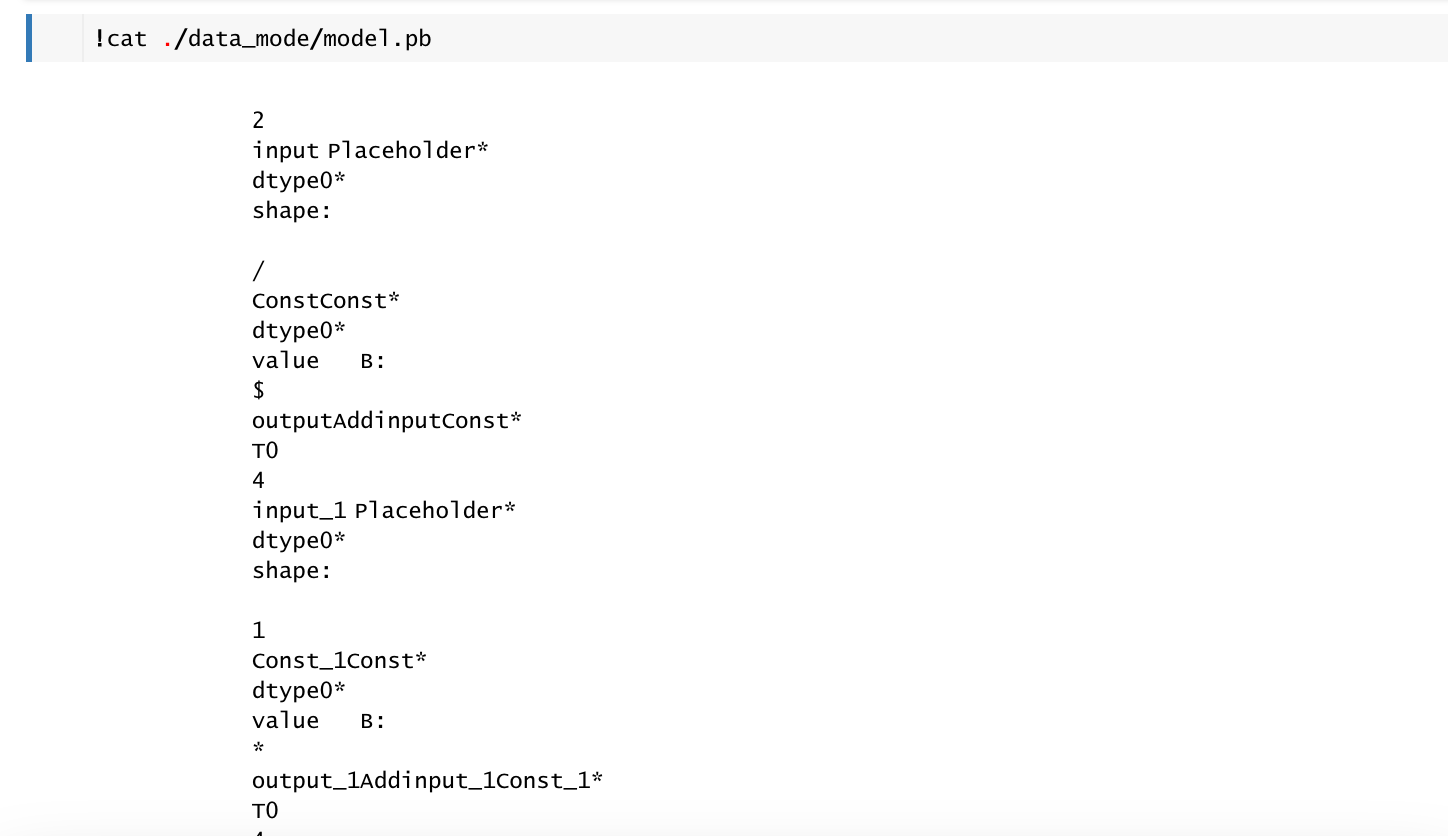 !cat ./data_mode/model.pb
2
input Placeholder*
dtype0*
shape:
/
ConstConst*
dtype0*
value   B:
$
outputAddinputConst*
T0
4
input_1 Placeholder*
dtype0*
shape:
1
Const_1Const*
dtype0*
value   B:
*
output_1Addinput_1Const_1*
T0